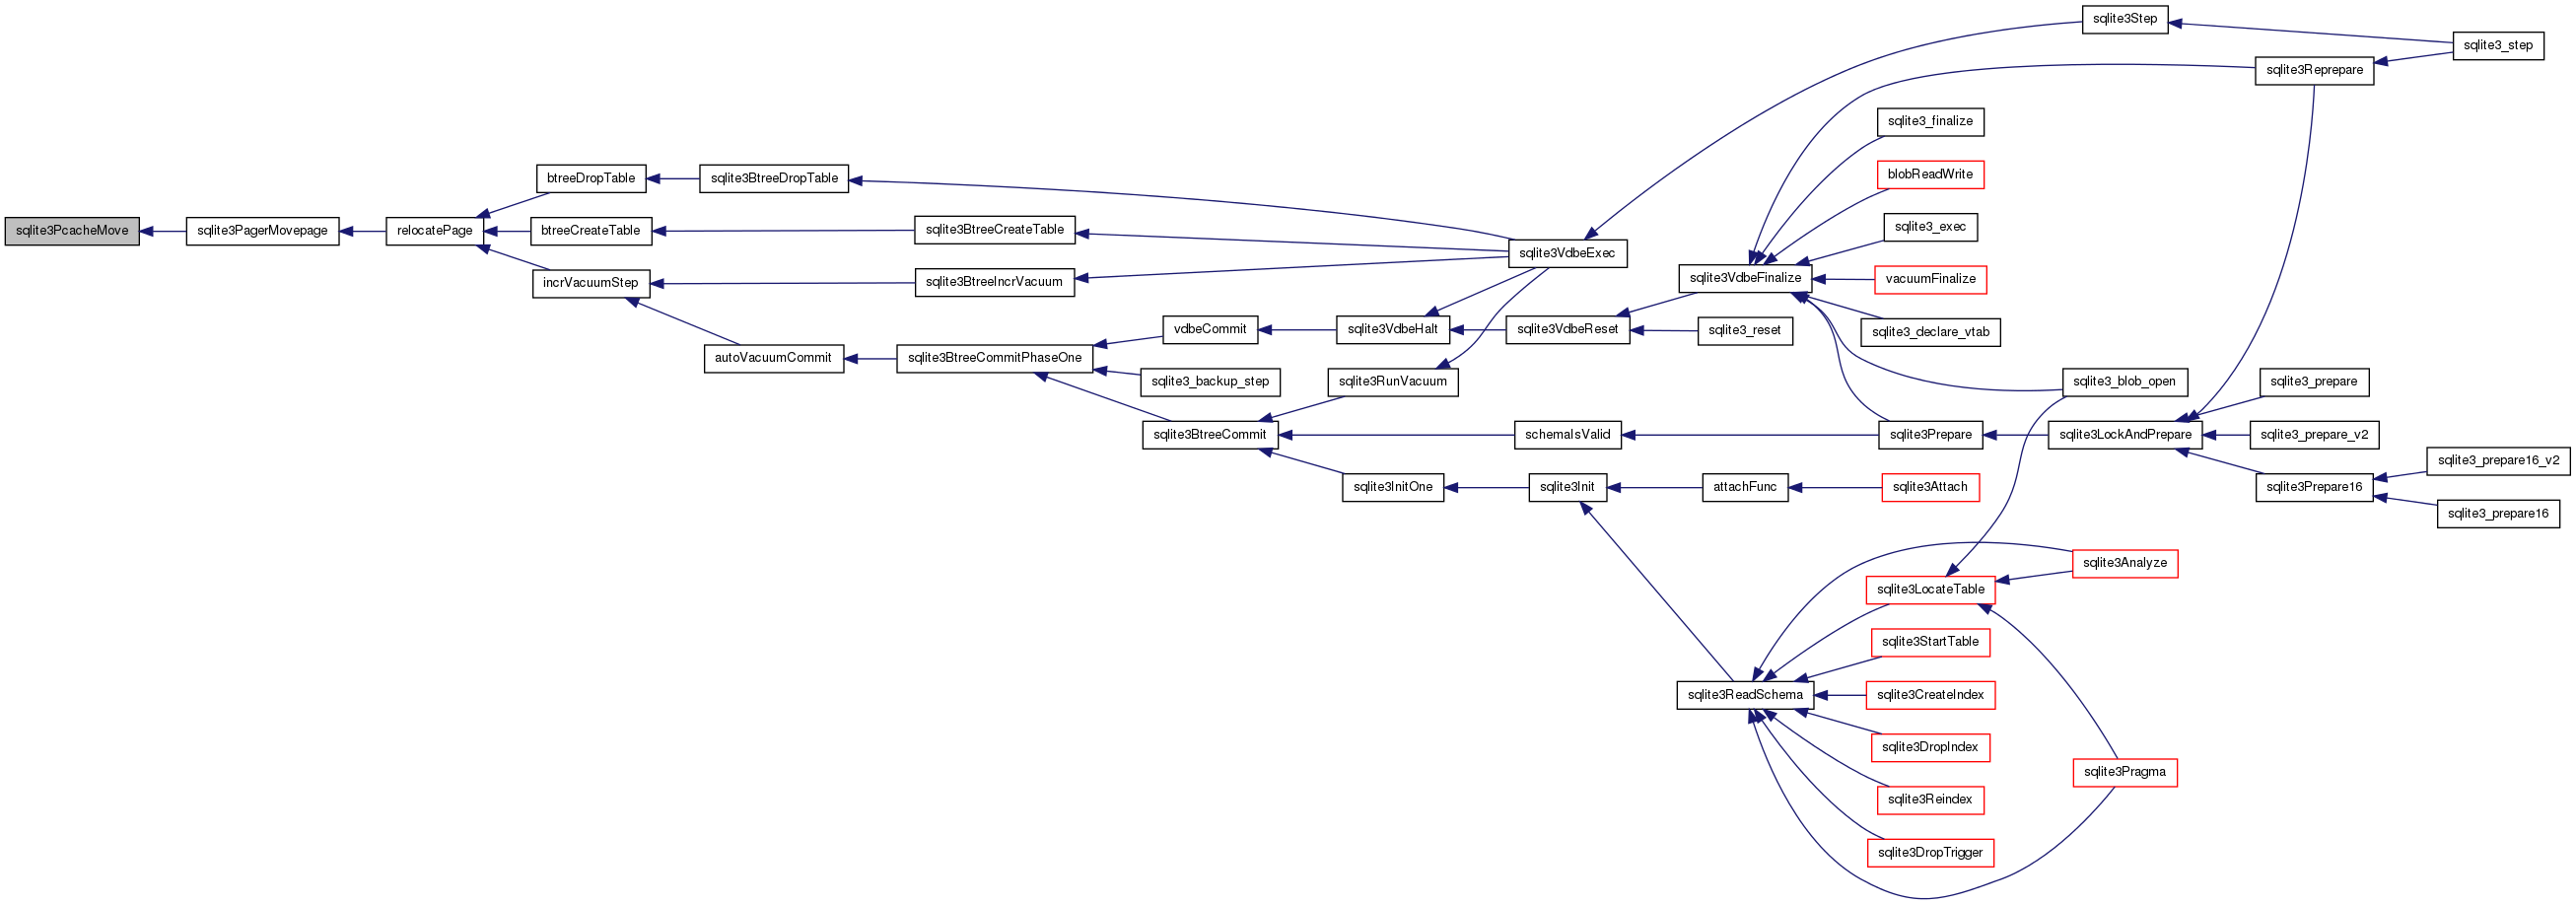 sqlite3PcacheMove
sqlite3PagerMovepage
relocatePage
btreeDropTable
sqlite3BtreeDropTable
btreeCreateTable
sqlite3BtreeCreateTable
incrVacuumStep
sqlite3BtreeIncrVacuum
autoVacuumCommit
sqlite3BtreeCommitPhaseOne
vdbeCommit
sqlite3_backup_step
sqlite3BtreeCommit
sqlite3VdbeHalt
sqlite3RunVacuum
sqlite3InitOne
sqlite3VdbeExec
sqlite3VdbeReset
schemaIsValid
sqlite3Init
sqlite3VdbeFinalize
sqlite3_reset
attachFunc
sqlite3ReadSchema
sqlite3_finalize
blobReadWrite
sqlite3_exec
vacuumFinalize
sqlite3_declare_vtab
sqlite3Prepare
sqlite3Attach
sqlite3LocateTable
sqlite3StartTable
sqlite3CreateIndex
sqlite3DropIndex
sqlite3Reindex
sqlite3DropTrigger
sqlite3Step
sqlite3_blob_open
sqlite3LockAndPrepare
sqlite3Analyze
sqlite3Pragma
sqlite3Reprepare
sqlite3_prepare
sqlite3_prepare_v2
sqlite3Prepare16
sqlite3_step
sqlite3_prepare16_v2
sqlite3_prepare16